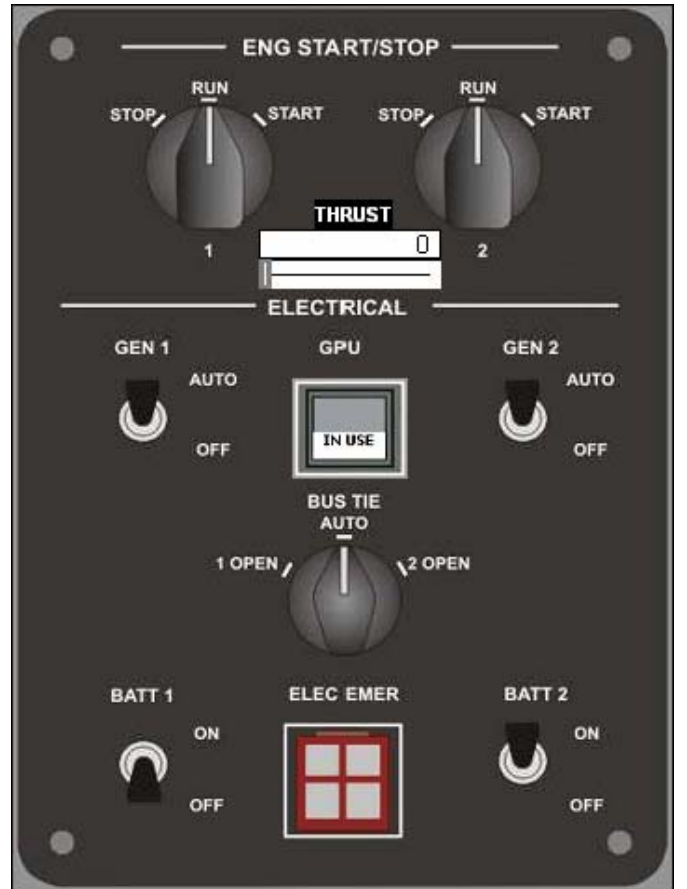 ENG START/STOP
RUN RUN
STOP START STOP START
THRUST
0
1 2
ELECTRICAL
GEN 1 GPU GEN 2
AUTO AUTO
IN USE
OFF OFF
BUS TIE
AUTO
1 OPEN 2 OPEN
BATT 1 ELEC EMER BATT 2
ON ON
OFF OFF